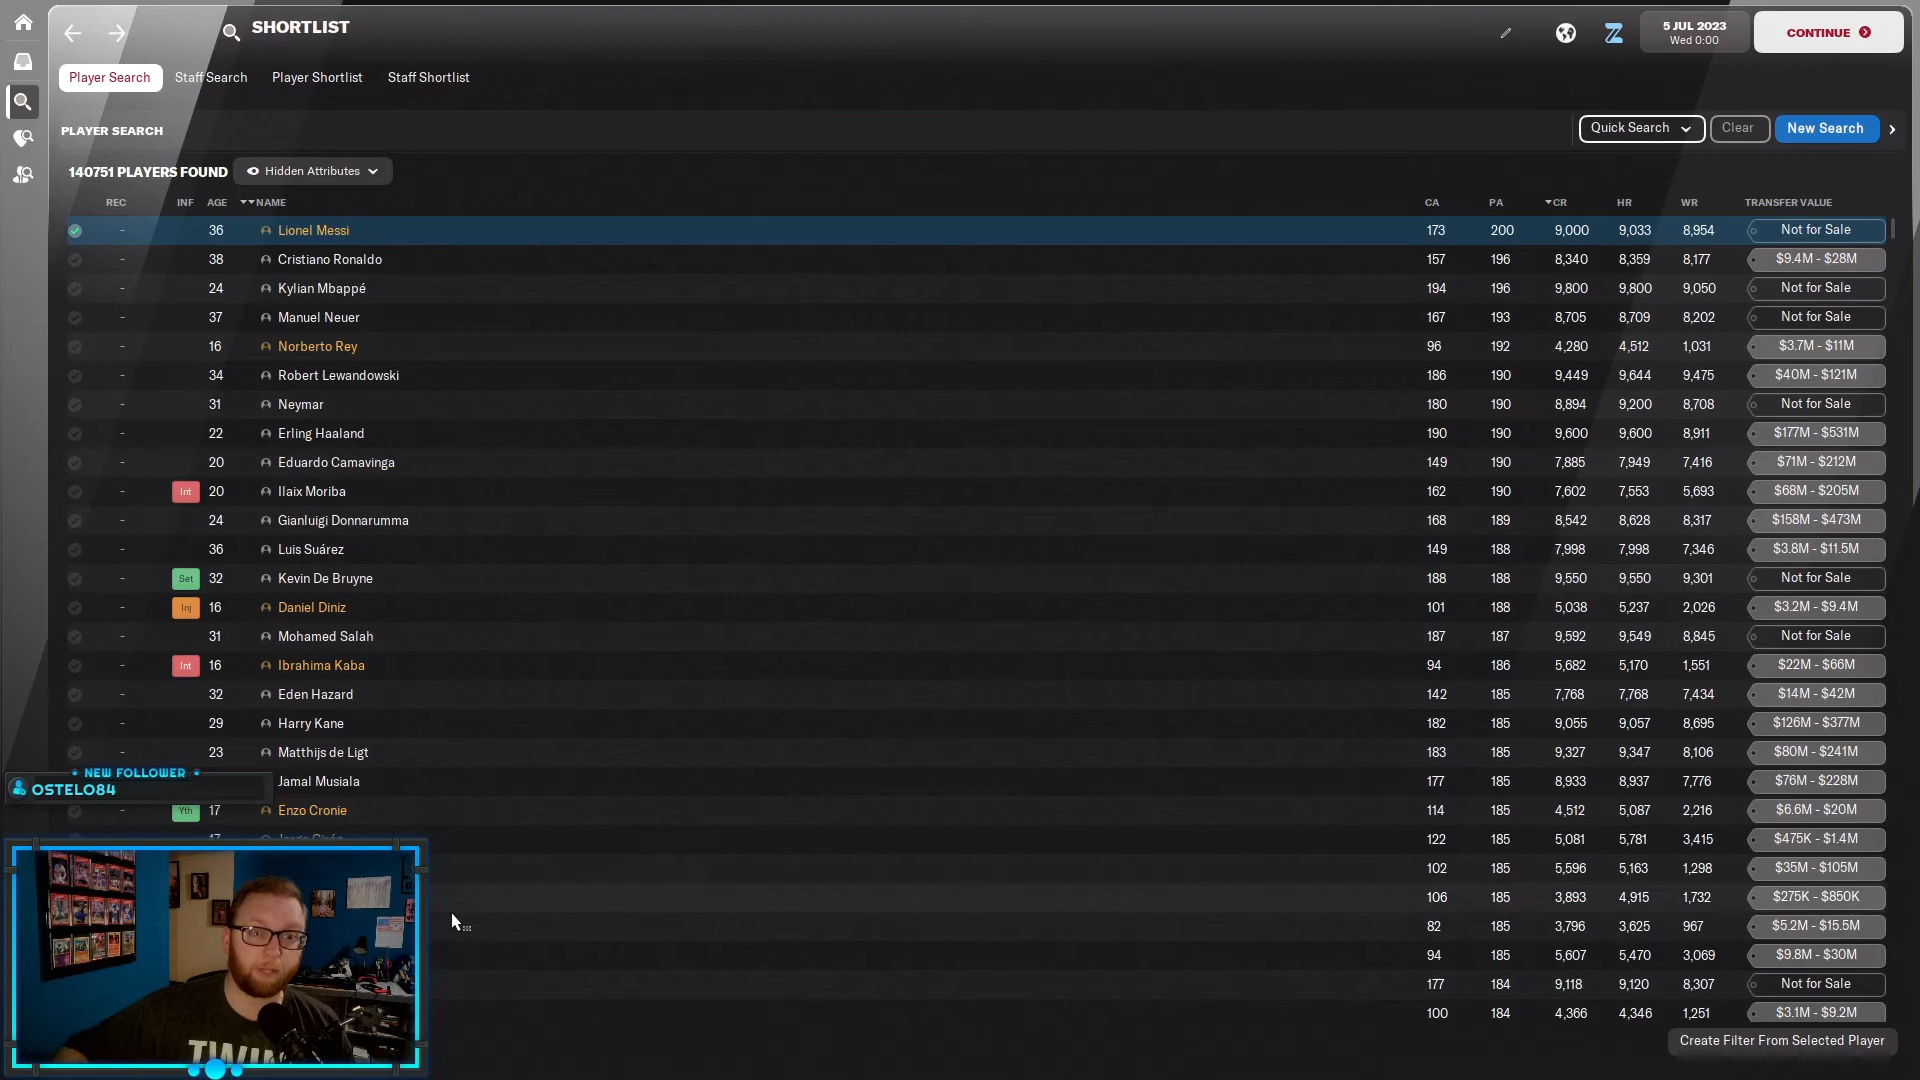 SHORTLIST
5 JUL 2023
Wed 0:00
CONTINUE
Player Search Staff Search Player Shortlist Staff Shortlist
PLAYER SEARCH
Quick Search Clear New Search
140751 PLAYERS FOUND Hidden Attributes
REC INF AGE NAME CA PA CR HR WR TRANSFER VALUE
- 36 Lionel Messi 173 200 9,000 9,033 8,954 Not for Sale
- 38 Cristiano Ronaldo 157 196 8,340 8,359 8,177 $9.4M - $28M
- 24 Kylian Mbappé 194 196 9,800 9,800 9,050 Not for Sale
- 37 Manuel Neuer 167 193 8,705 8,709 8,202 Not for Sale
- 16 Norberto Rey 96 192 4,280 4,512 1,031 $3.7M - $11M
- 34 Robert Lewandowski 186 190 9,449 9,644 9,475 $40M - $121M
- 31 Neymar 180 190 8,894 9,200 8,708 Not for Sale
- 22 Erling Haaland 190 190 9,600 9,600 8,911 $177M - $531M
- 20 Eduardo Camavinga 149 190 7,885 7,949 7,416 $71M - $212M
- Int 20 Ilaix Moriba 162 190 7,602 7,553 5,693 $68M - $205M
- 24 Gianluigi Donnarumma 168 189 8,542 8,628 8,317 $158M - $473M
- 36 Luis Suárez 149 188 7,998 7,998 7,346 $3.8M - $11.5M
- Set 32 Kevin De Bruyne 188 188 9,550 9,550 9,301 Not for Sale
- Inj 16 Daniel Diniz 101 188 5,038 5,237 2,026 $3.2M - $9.4M
- 31 Mohamed Salah 187 187 9,592 9,549 8,845 Not for Sale
- Int 16 Ibrahima Kaba 94 186 5,682 5,170 1,551 $22M - $66M
- 32 Eden Hazard 142 185 7,768 7,768 7,434 $14M - $42M
- 29 Harry Kane 182 185 9,055 9,057 8,695 $126M - $377M
- 23 Matthijs de Ligt 183 185 9,327 9,347 8,106 $80M - $241M
NEW FOLLOWER
OSTELO84
Jamal Musiala 177 185 8,933 8,937 7,776 $76M - $228M
- Yth 17 Enzo Cronie 114 185 4,512 5,087 2,216 $6.6M - $20M
17 122 185 5,081 5,781 3,415 $475K - $1.4M
102 185 5,596 5,163 1,298 $35M - $105M
106 185 3,893 4,915 1,732 $275K - $850K
82 185 3,796 3,625 967 $5.2M - $15.5M
94 185 5,607 5,470 3,069 $9.8M - $30M
177 184 9,118 9,120 8,307 Not for Sale
100 184 4,366 4,346 1,251 $3.1M - $9.2M
Create Filter From Selected Player